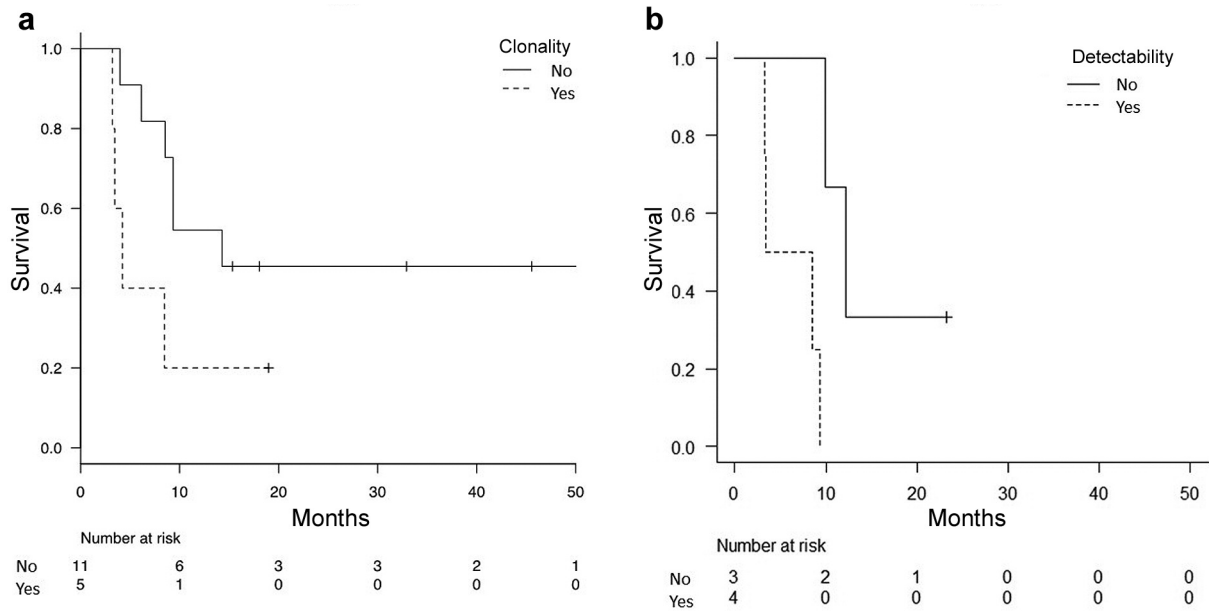 a
Clonality
No
Yes
1.0
0.8
0.6
0.4
0.2
0.0
Survival
0 10 20 30 40 50
Months
Number at risk
No 11 6 3 3 2 1
Yes 5 1 0 0 0 0
b
Detectability
No
Yes
1.0
0.8
0.6
0.4
0.2
0.0
Survival
0 10 20 30 40 50
Months
Number at risk
No 3 2 1 0 0 0
Yes 4 0 0 0 0 0